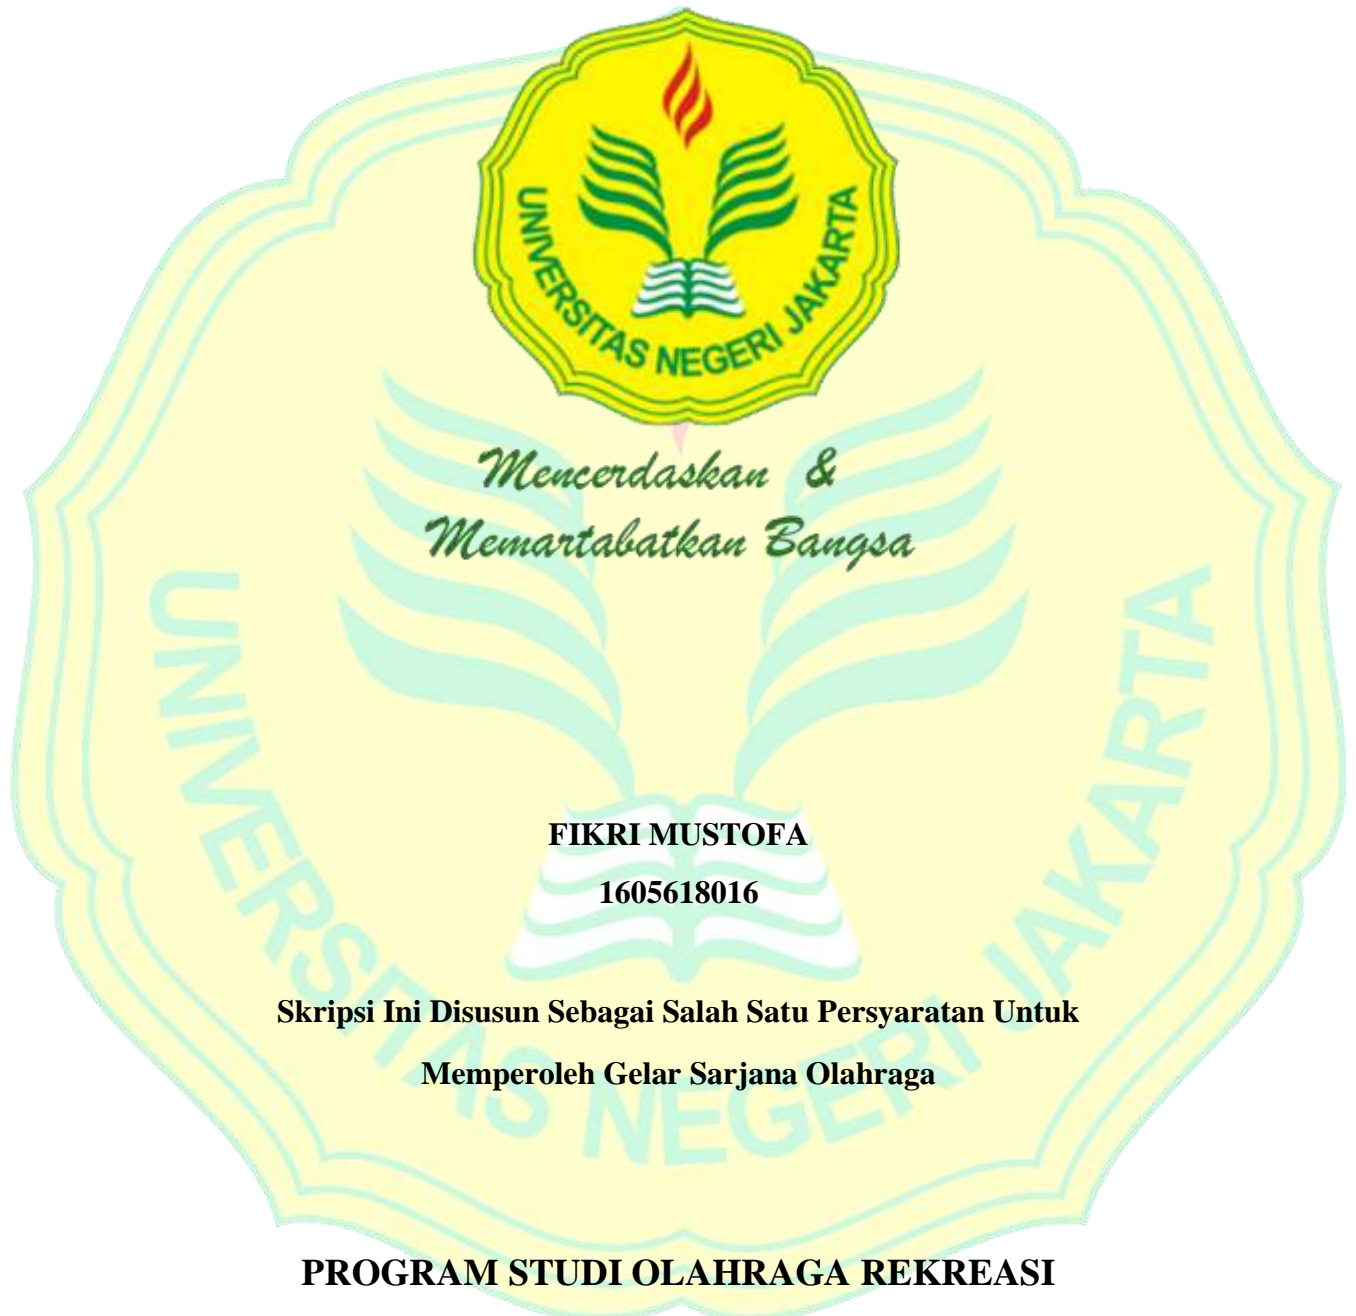 UNIVERSITAS NEGERI JAKARTA
Mencerdaskan &
Memartabatkan Bangsa
UNIVERSITAS NEGERI JAKARTA
FIKRI MUSTOFA
1605618016
Skripsi Ini Disusun Sebagai Salah Satu Persyaratan Untuk
Memperoleh Gelar Sarjana Olahraga
PROGRAM STUDI OLAHRAGA REKREASI